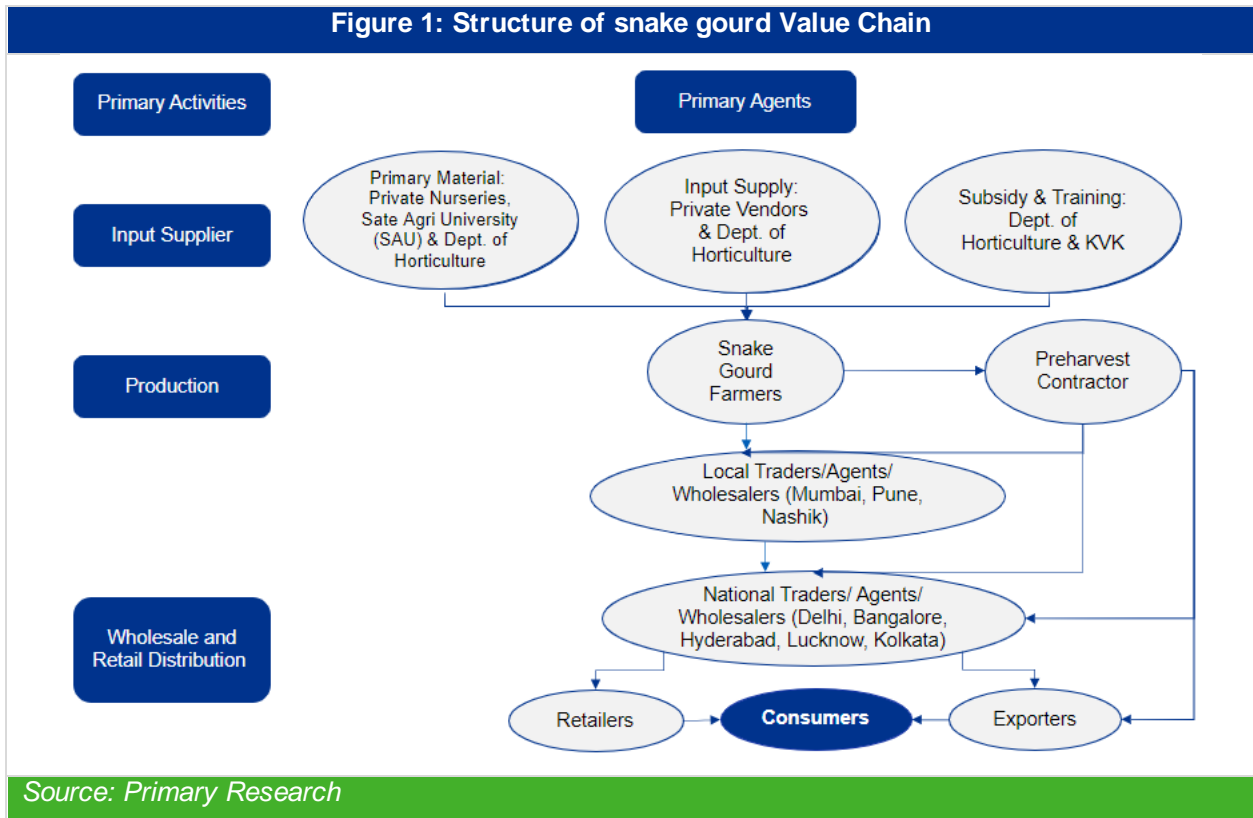 Figure 1: Structure of snake gourd Value Chain
Primary Activities
Primary Agents
Input Supplier
Primary Material:
Private Nurseries,
Sate Agri University
(SAU) & Dept. of
Horticulture
Input Supply:
Private Vendors
& Dept. of
Horticulture
Subsidy & Training:
Dept. of
Horticulture & KVK
Production
Snake
Gourd
Farmers
Preharvest
Contractor
Local Traders/Agents/
Wholesalers (Mumbai, Pune,
Nashik)
Wholesale and
Retail Distribution
National Traders/ Agents/
Wholesalers (Delhi, Bangalore,
Hyderabad, Lucknow, Kolkata)
Retailers
Consumers
Exporters
Source: Primary Research